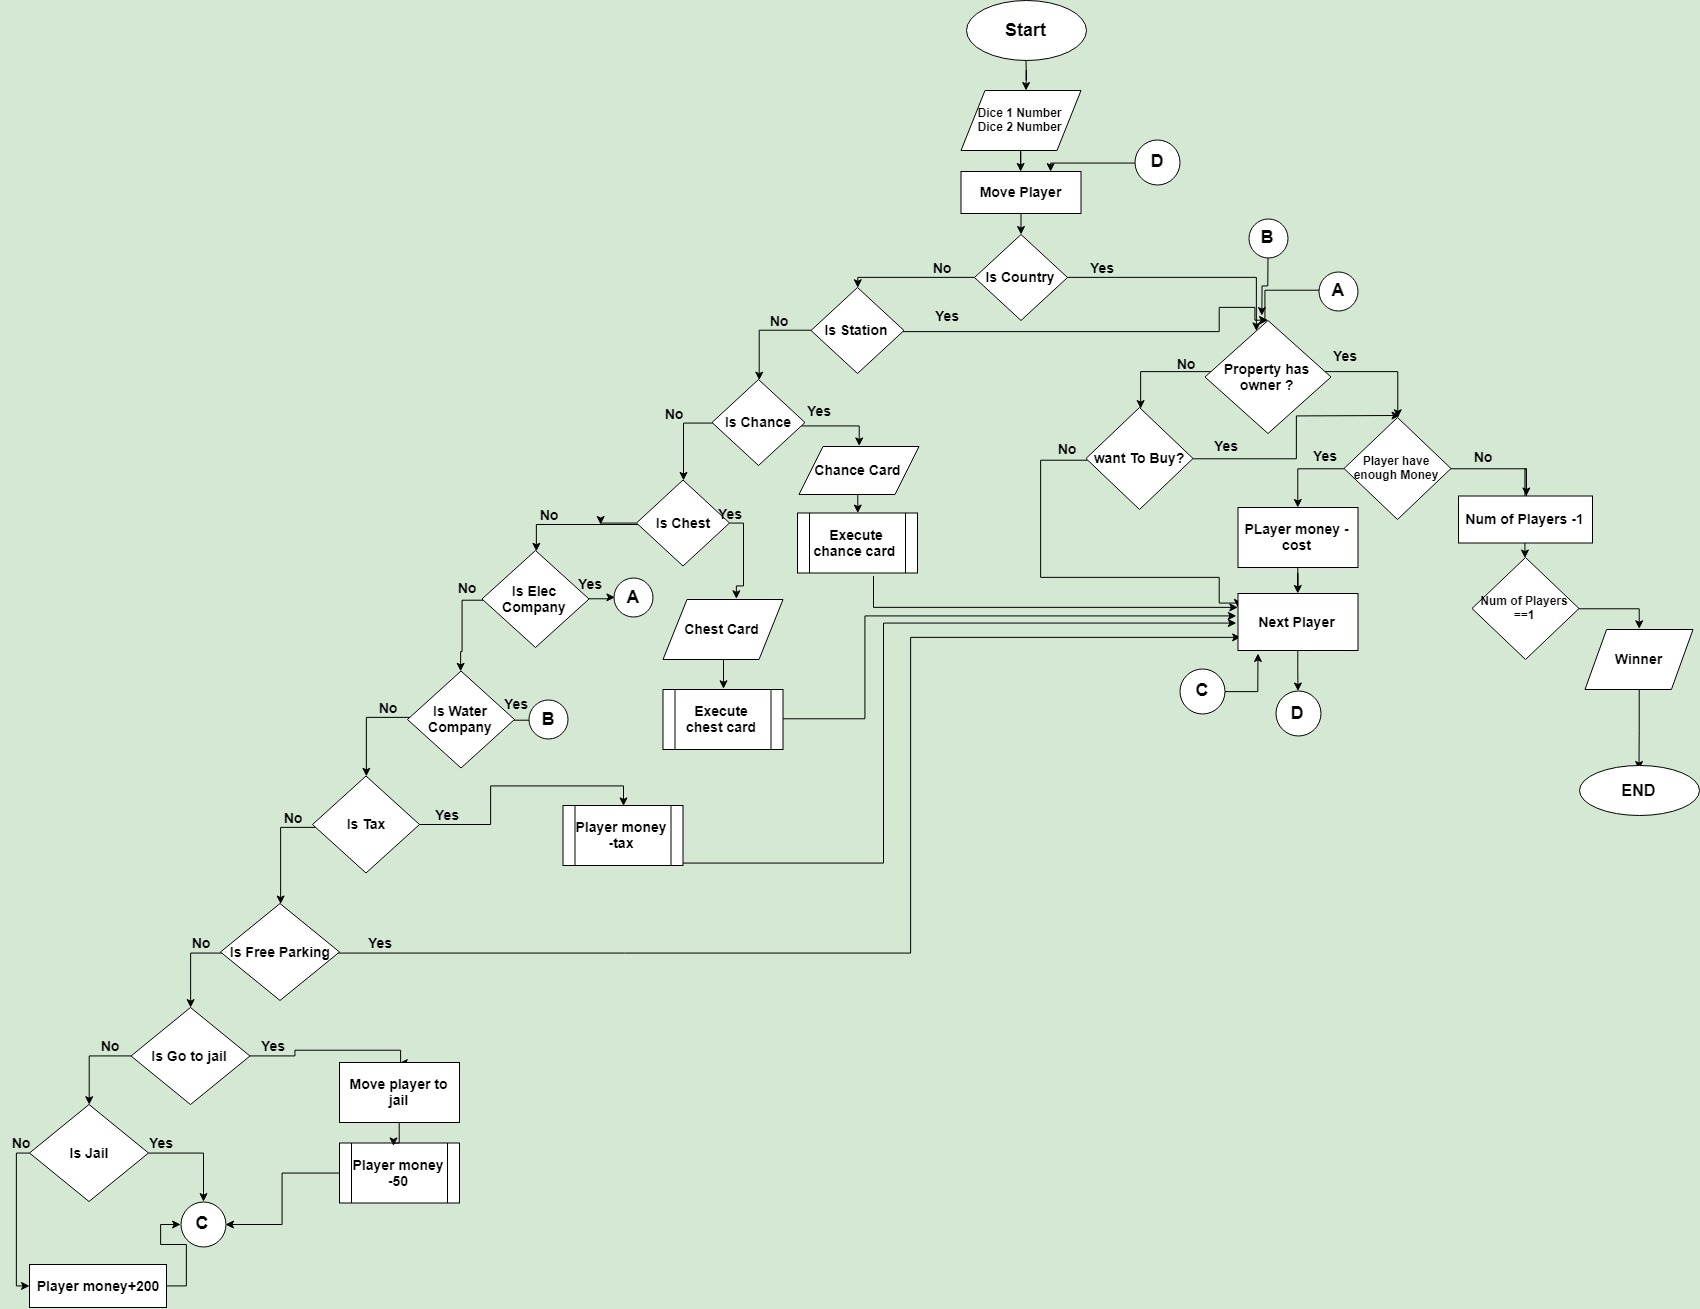 Start
Dice 1 Number
Dice 2 Number
D
Move Player
B
No
Is Country
Yes
A
No
Is Station
Yes
Property has
owner ?
No
Yes
No
Is Chance
Yes
Chance Card
Execute
chance card
No
want To Buy?
Yes
Yes
Player have
enough Money
No
PLayer money -
cost
Num of Players -1
Num of Players
==1
Winner
END
Next Player
C
D
No
Is Chest
Yes
Chest Card
Execute
chest card
No
Is Elec
Company
Yes
A
No
Is Water
Company
Yes
B
No
Is Tax
Yes
Player money
-tax
No
Is Free Parking
Yes
No
Is Go to jail
Yes
Move player to
jail
Player money
-50
No
Is Jail
Yes
C
Player money+200